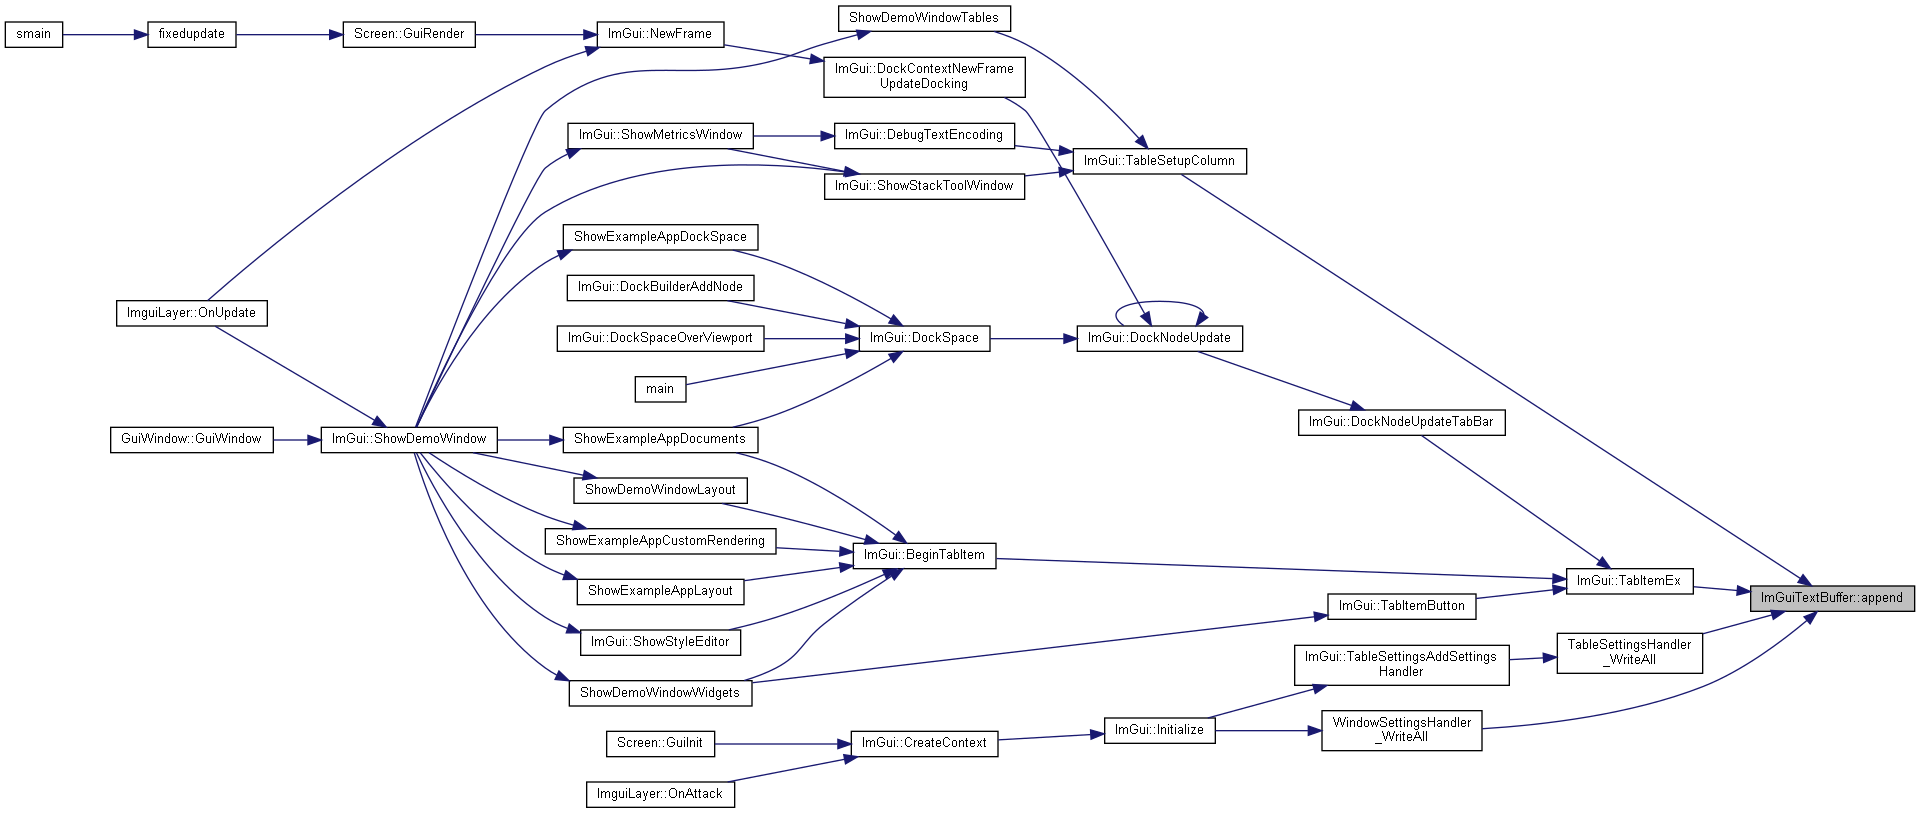 smain
fixedupdate
Screen::GuiRender
ImGui::NewFrame
ShowDemoWindowTables
ImGui::DockContextNewFrame
UpdateDocking
ImGui::ShowMetricsWindow
ImGui::DebugTextEncoding
ImGui::TableSetupColumn
ImGui::ShowStackToolWindow
ShowExampleAppDockSpace
ImGui::DockBuilderAddNode
ImguiLayer::OnUpdate
ImGui::DockSpaceOverViewport
ImGui::DockSpace
ImGui::DockNodeUpdate
main
ImGui::DockNodeUpdateTabBar
GuiWindow::GuiWindow
ImGui::ShowDemoWindow
ShowExampleAppDocuments
ShowDemoWindowLayout
ShowExampleAppCustomRendering
ImGui::BeginTabItem
ImGui::TabItemEx
ShowExampleAppLayout
ImGuiTextBuffer::append
ImGui::TabItemButton
ImGui::ShowStyleEditor
TableSettingsHandler
_WriteAll
ImGui::TableSettingsAddSettings
Handler
ShowDemoWindowWidgets
WindowSettingsHandler
_WriteAll
ImGui::Initialize
Screen::GuiInit
ImGui::CreateContext
ImguiLayer::OnAttack